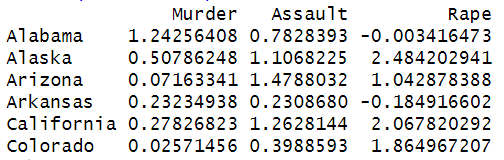 Murder Assault Rape
Alabama 1.24256408 0.7828393 -0.003416473
Alaska 0.50786248 1.1068225 2.484202941
Arizona 0.07163341 1.4788032 1.042878388
Arkansas 0.23234938 0.2308680 -0.184916602
California 0.27826823 1.2628144 2.067820292
Colorado 0.02571456 0.3988593 1.864967207